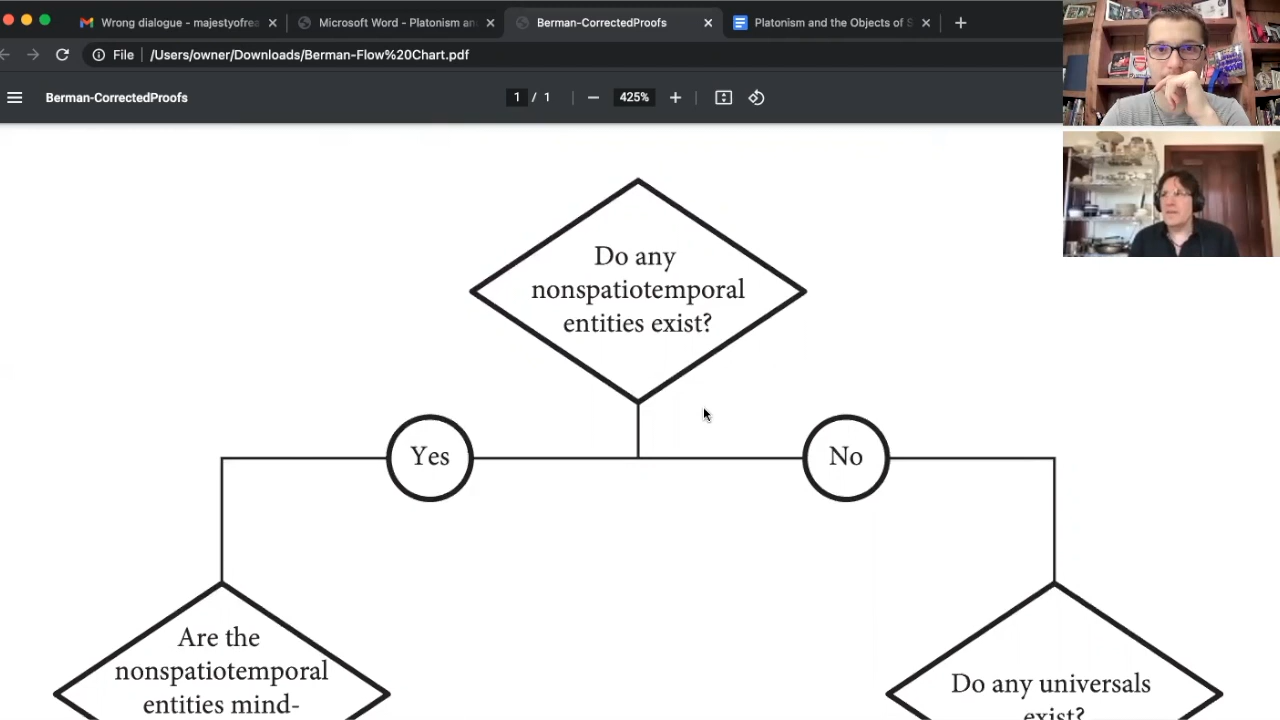 Wrong dialogue - majestyofrea
Microsoft Word - Platonism an
Berman-CorrectedProofs
Platonism and the Objects of S
File
/Users/owner/Downloads/Berman-Flow%20Chart.pdf
Berman-CorrectedProofs
1 / 1
425%
Do any
nonspatiotemporal
entities exist?
Yes
No
Are the
nonspatiotemporal
entities mind-
Do any universals
exist?